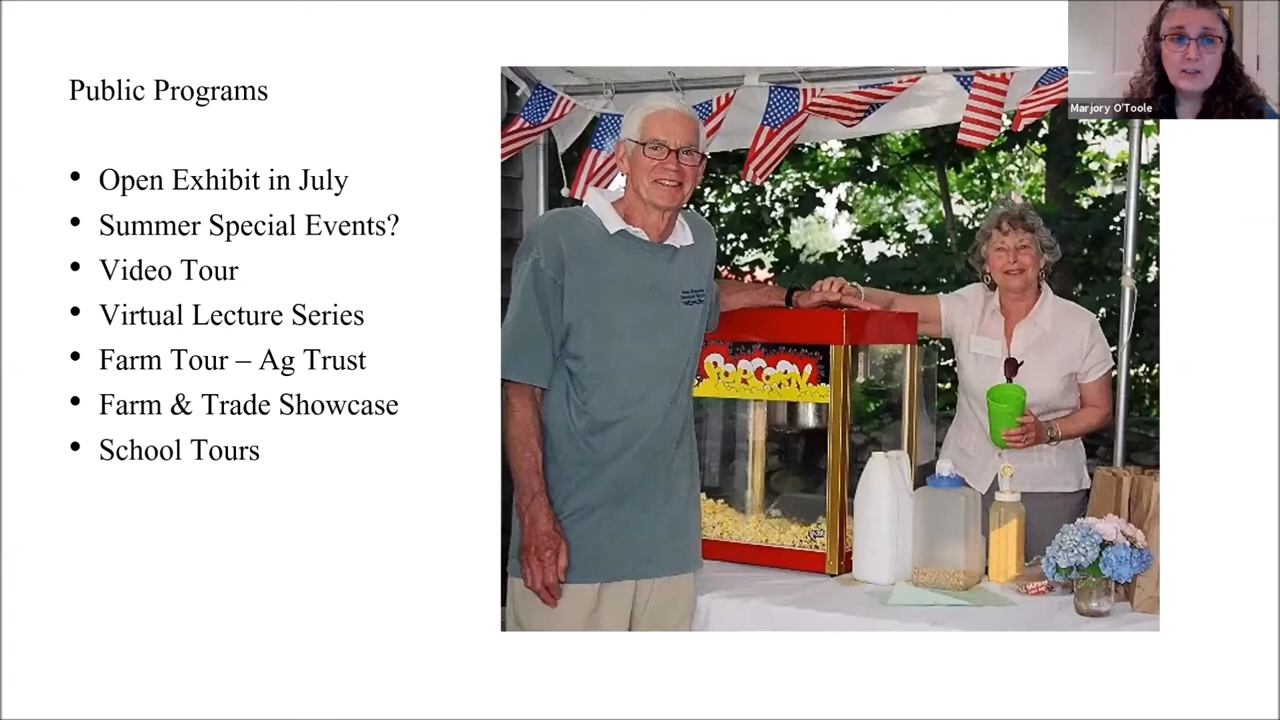 Public Programs
• Open Exhibit in July
• Summer Special Events?
• Video Tour
• Virtual Lecture Series
• Farm Tour – Ag Trust
• Farm & Trade Showcase
• School Tours
POPCORN
Marjory O'Toole